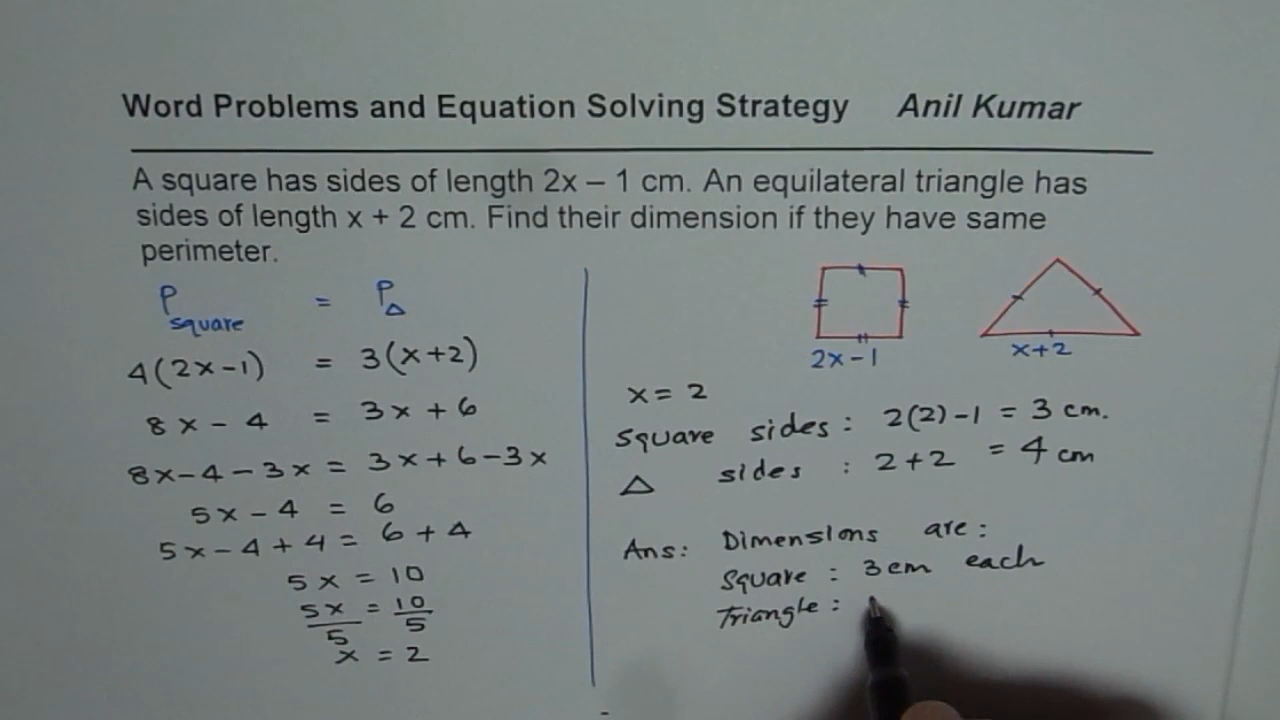 Word Problems and Equation Solving Strategy Anil Kumar
A square has sides of length 2x – 1 cm. An equilateral triangle has
sides of length x + 2 cm. Find their dimension if they have same
perimeter.
P square = P △
4(2x-1) = 3(x+2)
8x - 4 = 3x + 6
8x-4-3x = 3x+6-3x
5x - 4 = 6
5x-4+4 = 6+4
5x = 10
5x/5 = 10/5
x = 2
2x-1
x+2
x = 2
Square sides : 2(2)-1 = 3 cm.
△ sides : 2+2 = 4 cm
Ans: Dimensions are :
Square : 3cm each
Triangle :